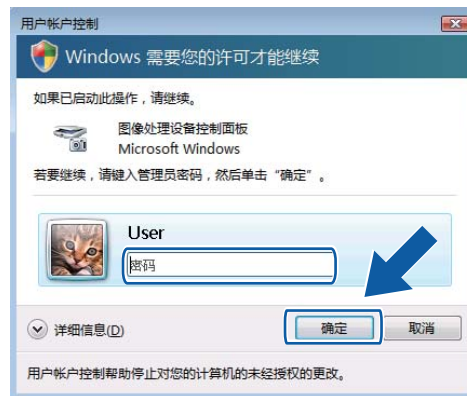 用户帐户控制
Windows 需要您的许可才能继续
如果已启动此操作，请继续。
图像处理设备控制面板
Microsoft Windows
若要继续，请键入管理员密码，然后单击“确定”。
User
密码
详细信息(D)
确定
取消
用户帐户控制帮助停止对您的计算机的未经授权的更改。